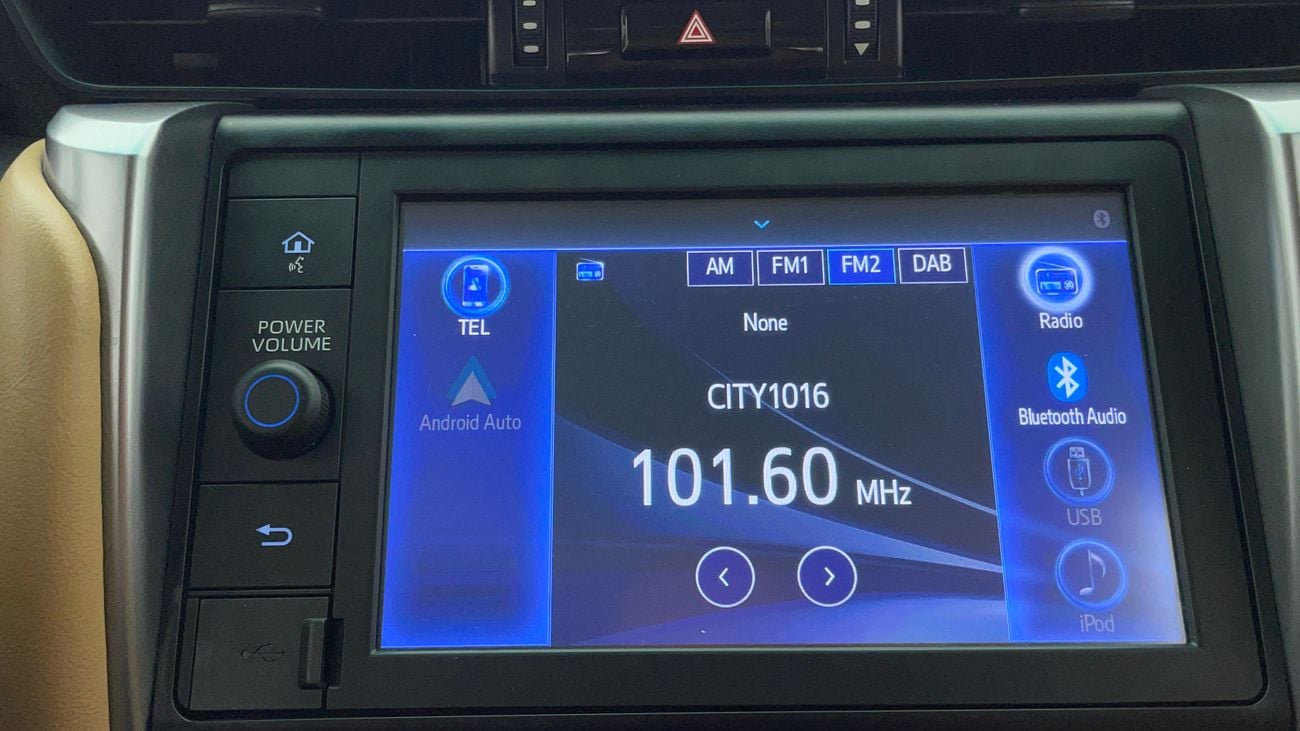 POWER
VOLUME
TEL
Android Auto
AM FM1 FM2 DAB
None
CITY1016
101.60 MHz
Radio
Bluetooth Audio
USB
iPod